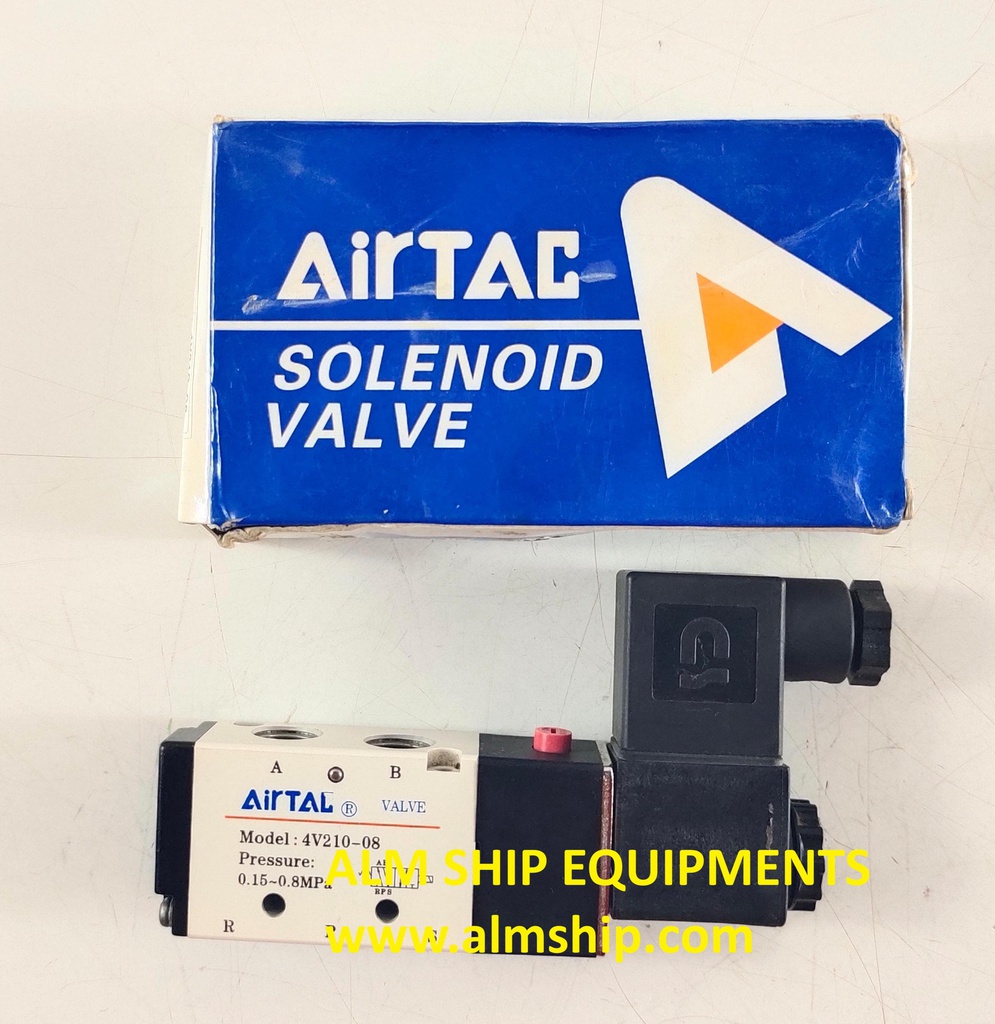 AirTAC
SOLENOID
VALVE
A B
AirTAC ® VALVE
Model : 4V210-08
Pressure:
0.15~0.8MPa
RPS
R P S
ALM SHIP EQUIPMENTS
www.almship.com